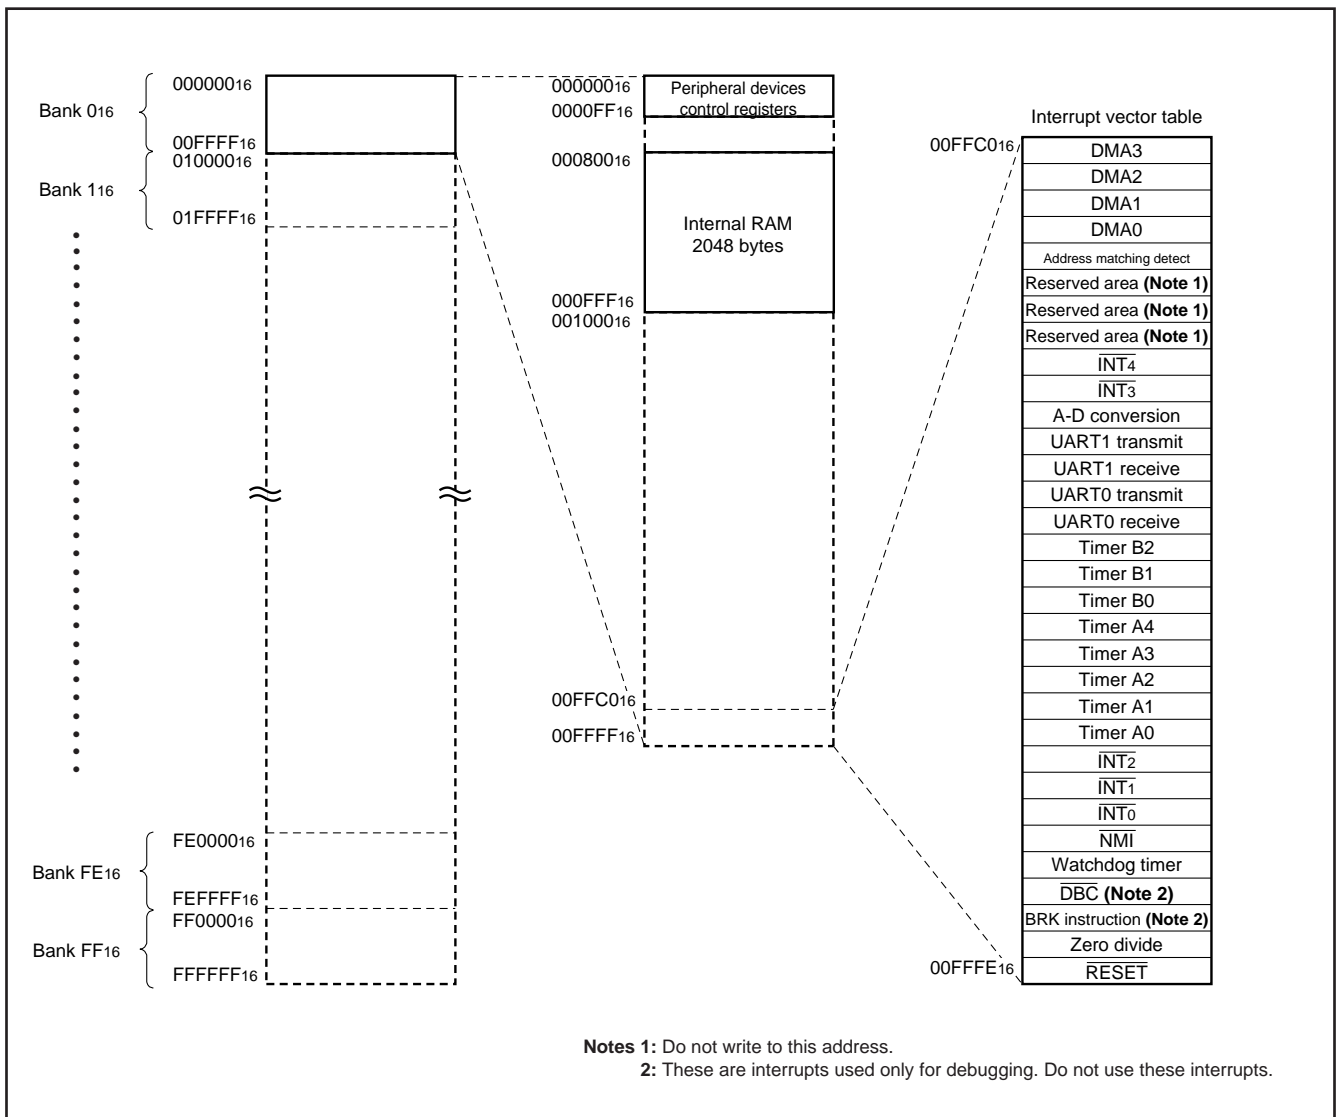 Bank 016
00000016
00FFFF16
Bank 116
01000016
01FFFF16
Bank FE16
FE000016
FEFFFF16
Bank FF16
FF000016
FFFFFF16
00000016
0000FF16
Peripheral devices
control registers
00080016
Internal RAM
2048 bytes
000FFF16
00100016
00FFC016
00FFFF16
Interrupt vector table
00FFC016
DMA3
DMA2
DMA1
DMA0
Address matching detect
Reserved area (Note 1)
Reserved area (Note 1)
Reserved area (Note 1)
INT4
INT3
A-D conversion
UART1 transmit
UART1 receive
UART0 transmit
UART0 receive
Timer B2
Timer B1
Timer B0
Timer A4
Timer A3
Timer A2
Timer A1
Timer A0
INT2
INT1
INT0
NMI
Watchdog timer
DBC (Note 2)
BRK instruction (Note 2)
Zero divide
00FFFE16
RESET
Notes 1: Do not write to this address.
2: These are interrupts used only for debugging. Do not use these interrupts.